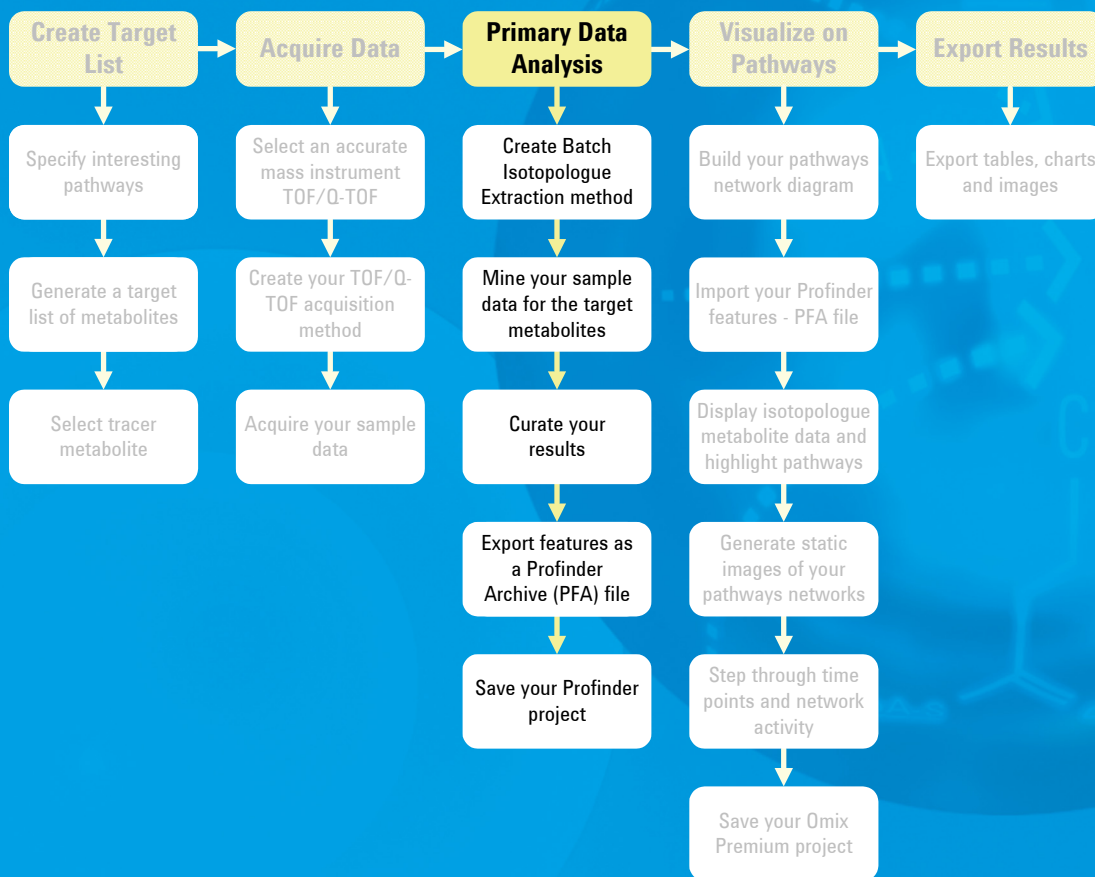 Create Target
List
Acquire Data
Primary Data
Analysis
Visualize on
Pathways
Export Results
Specify interesting
pathways
Generate a target
list of metabolites
Select tracer
metabolite
Select an accurate
mass instrument
TOF/Q-TOF
Create your TOF/Q-
TOF acquisition
method
Acquire your sample
data
Create Batch
Isotopologue
Extraction method
Mine your sample
data for the target
metabolites
Curate your
results
Export features as
a Profinder
Archive (PFA) file
Save your Profinder
project
Build your pathways
network diagram
Import your Profinder
features - PFA file
Display isotopologue
metabolite data and
highlight pathways
Generate static
images of your
pathways networks
Step through time
points and network
activity
Save your Omix
Premium project
Export tables, charts
and images